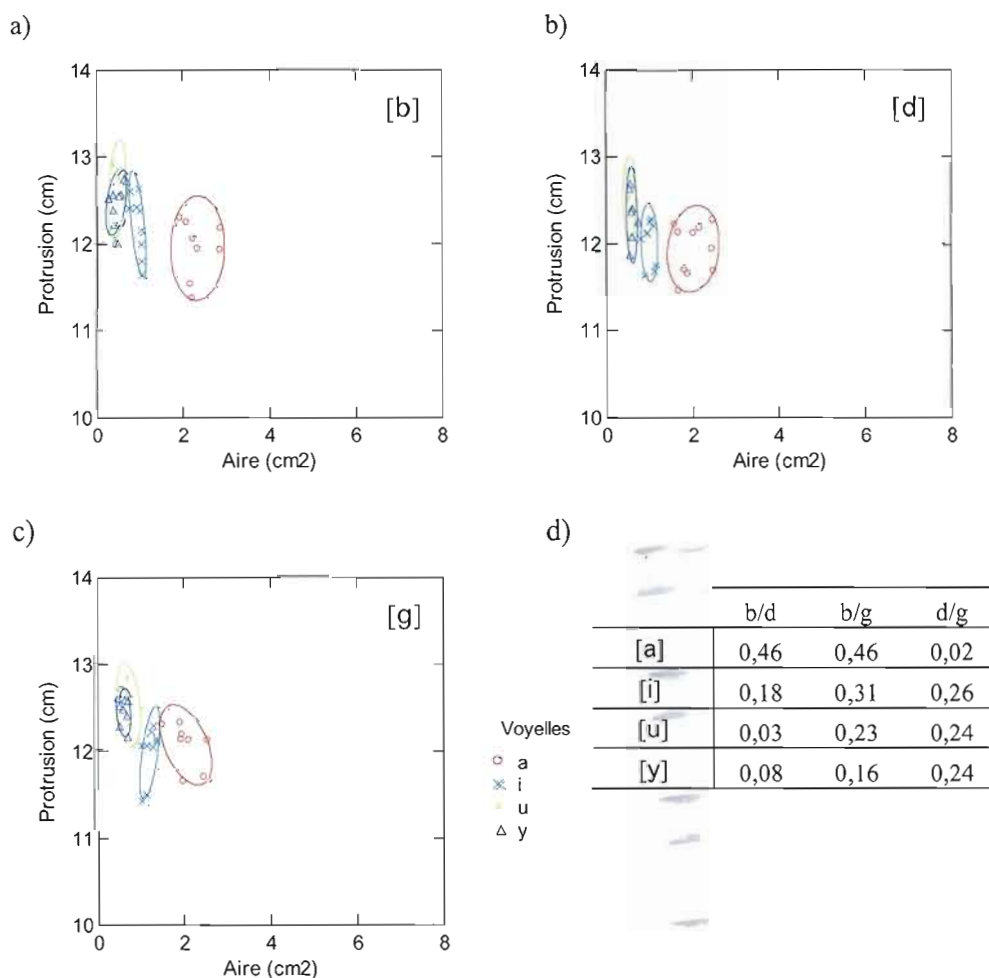 a)
b)
14
13
12
11
10
Protrusion (cm)
[b]
0 2 4 6 8
Aire (cm2)
14
13
12
11
10
Protrusion (cm)
[d]
0 2 4 6 8
Aire (cm2)
c)
d)
14
13
12
11
10
Protrusion (cm)
[g]
0 2 4 6 8
Aire (cm2)
Voyelles
a
i
u
y
b/d b/g d/g
[a] 0,46 0,46 0,02
[i] 0,18 0,31 0,26
[u] 0,03 0,23 0,24
[y] 0,08 0,16 0,24